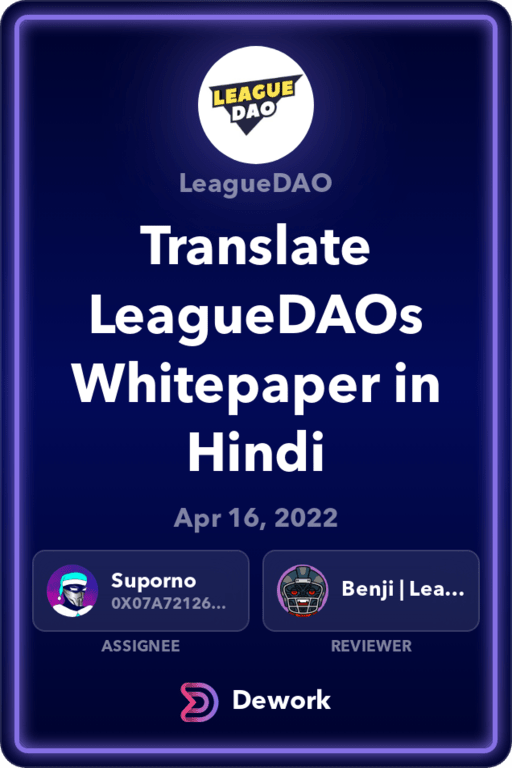 LEAGUE
DAO
LeagueDAO
Translate
LeagueDAOs
Whitepaper in
Hindi
Apr 16, 2022
Suporno
0X07A72126...
Benji | Lea...
ASSIGNEE
REVIEWER
Dework